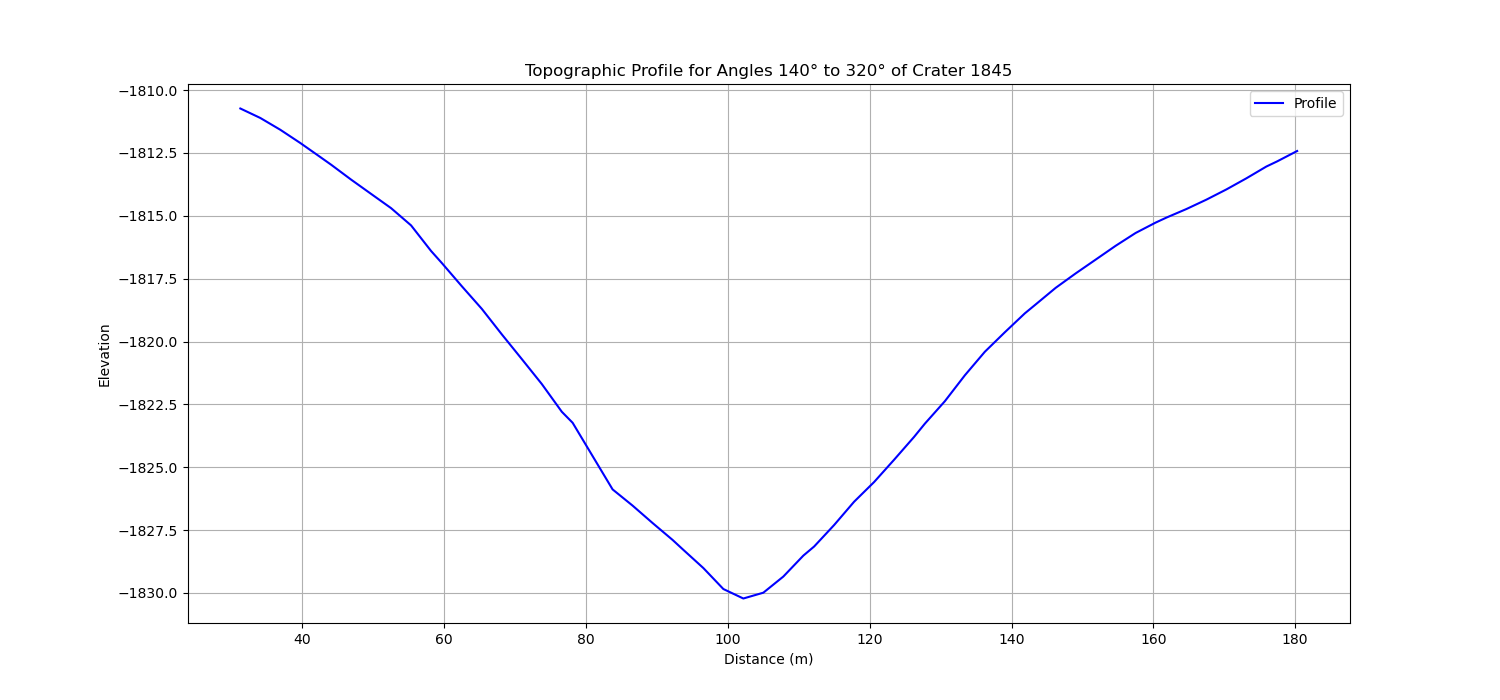 Topographic Profile for Angles 140° to 320° of Crater 1845
Profile
−1810.0
−1812.5
−1815.0
−1817.5
−1820.0
−1822.5
−1825.0
−1827.5
−1830.0
Elevation
40 60 80 100 120 140 160 180
Distance (m)